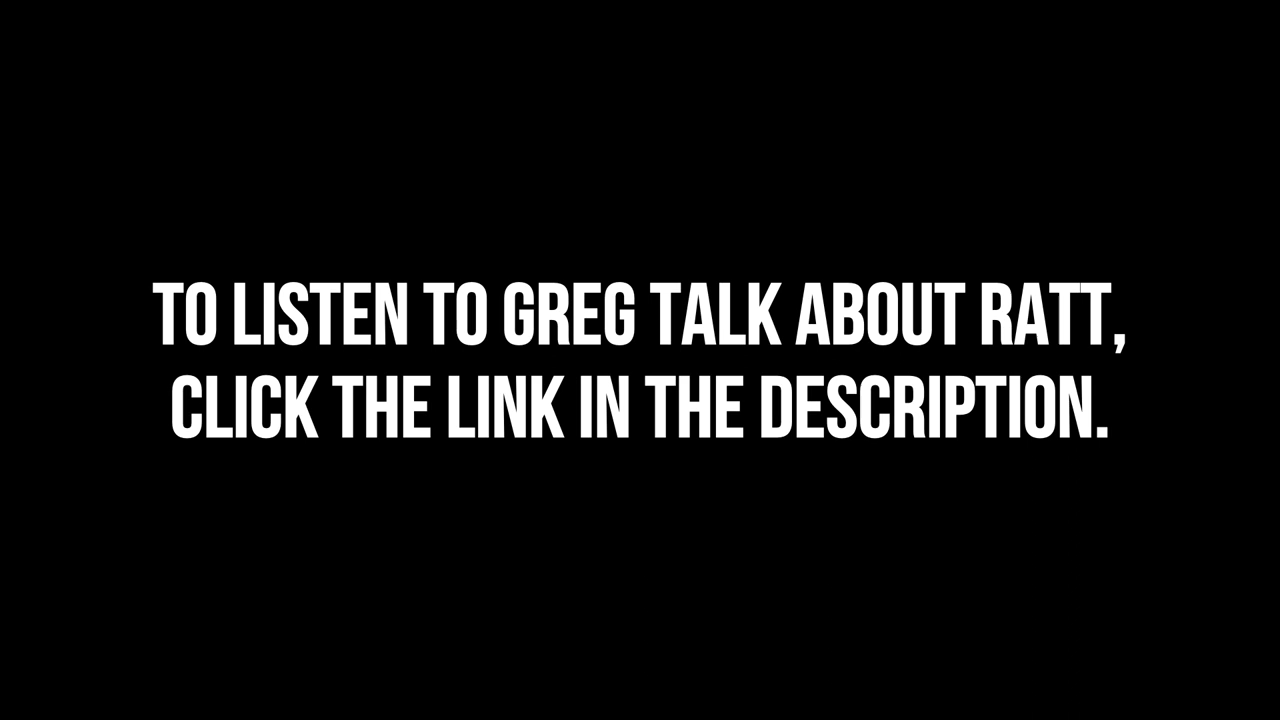 TO LISTEN TO GREG TALK ABOUT RATT,
CLICK THE LINK IN THE DESCRIPTION.